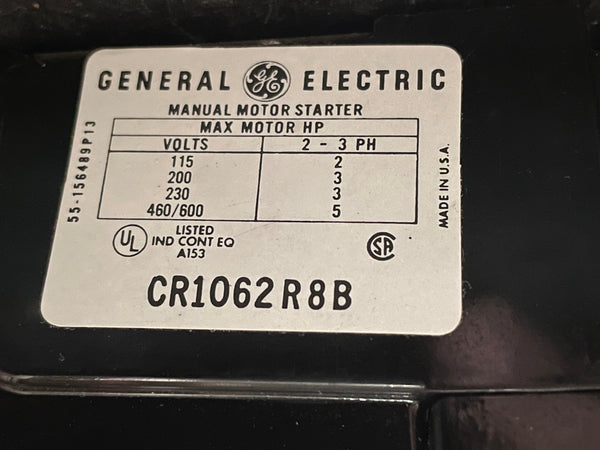 GENERAL GE ELECTRIC
MANUAL MOTOR STARTER
MAX MOTOR HP
VOLTS 2 - 3 PH
115 2
200 3
230 3
460/600 5
UL LISTED
IND CONT EQ
A153
SA
CR1062R8B
55-156489P13
MADE IN U.S.A.